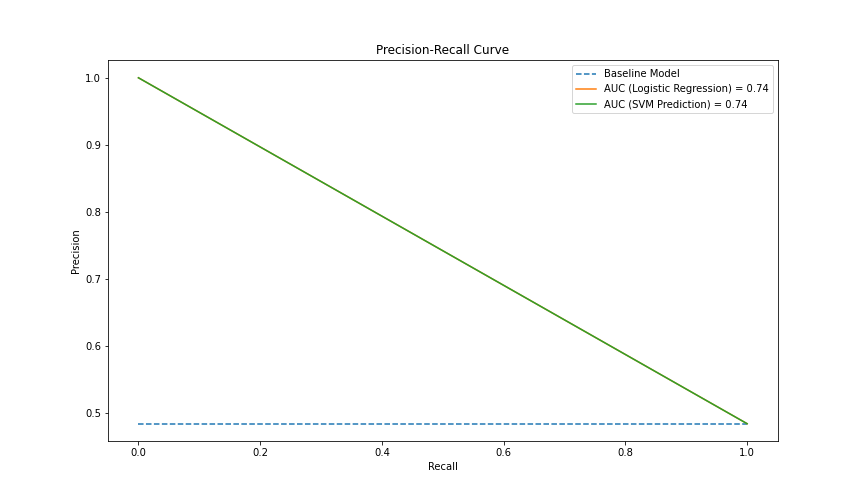 Precision-Recall Curve
Baseline Model
AUC (Logistic Regression) = 0.74
AUC (SVM Prediction) = 0.74
1.0
0.9
0.8
0.7
0.6
0.5
Precision
0.0 0.2 0.4 0.6 0.8 1.0
Recall